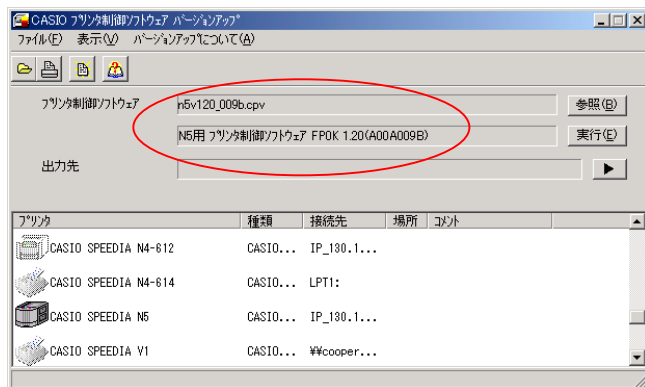 CASIO プリンタ制御ソフトウェア バージョンアップ
ファイル(F) 表示(V) バージョンアップについて(A)
プリンタ制御ソフトウェア n5v120_009b.cpv 参照(B)
N5用 プリンタ制御ソフトウェア FP0K 1.20(A00A009B) 実行(E)
出力先
プリンタ 種類 接続先 場所 コメント
CASIO SPEEDIA N4-612 CASIO... IP_130.1...
CASIO SPEEDIA N4-614 CASIO... LPT1:
CASIO SPEEDIA N5 CASIO... IP_130.1...
CASIO SPEEDIA V1 CASIO... ¥¥cooper...